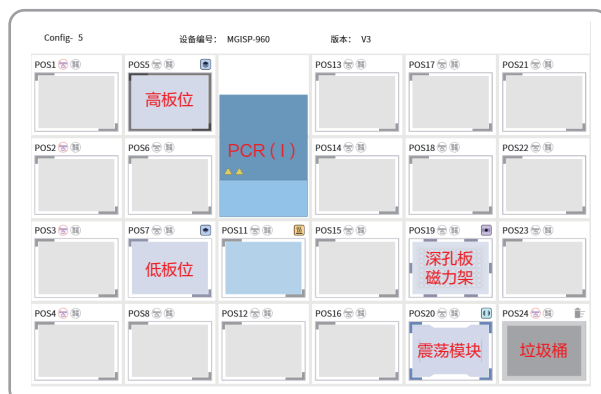 Config- 5 设备编号： MGISP-960 版本： V3
POS1 POS5 POS13 POS17 POS21
高板位
PCR(I)
POS2 POS6 POS14 POS18 POS22
POS3 POS7 POS11 POS15 POS19 POS23
低板位
深孔板
磁力架
POS4 POS8 POS12 POS16 POS20 POS24
震荡模块
垃圾桶